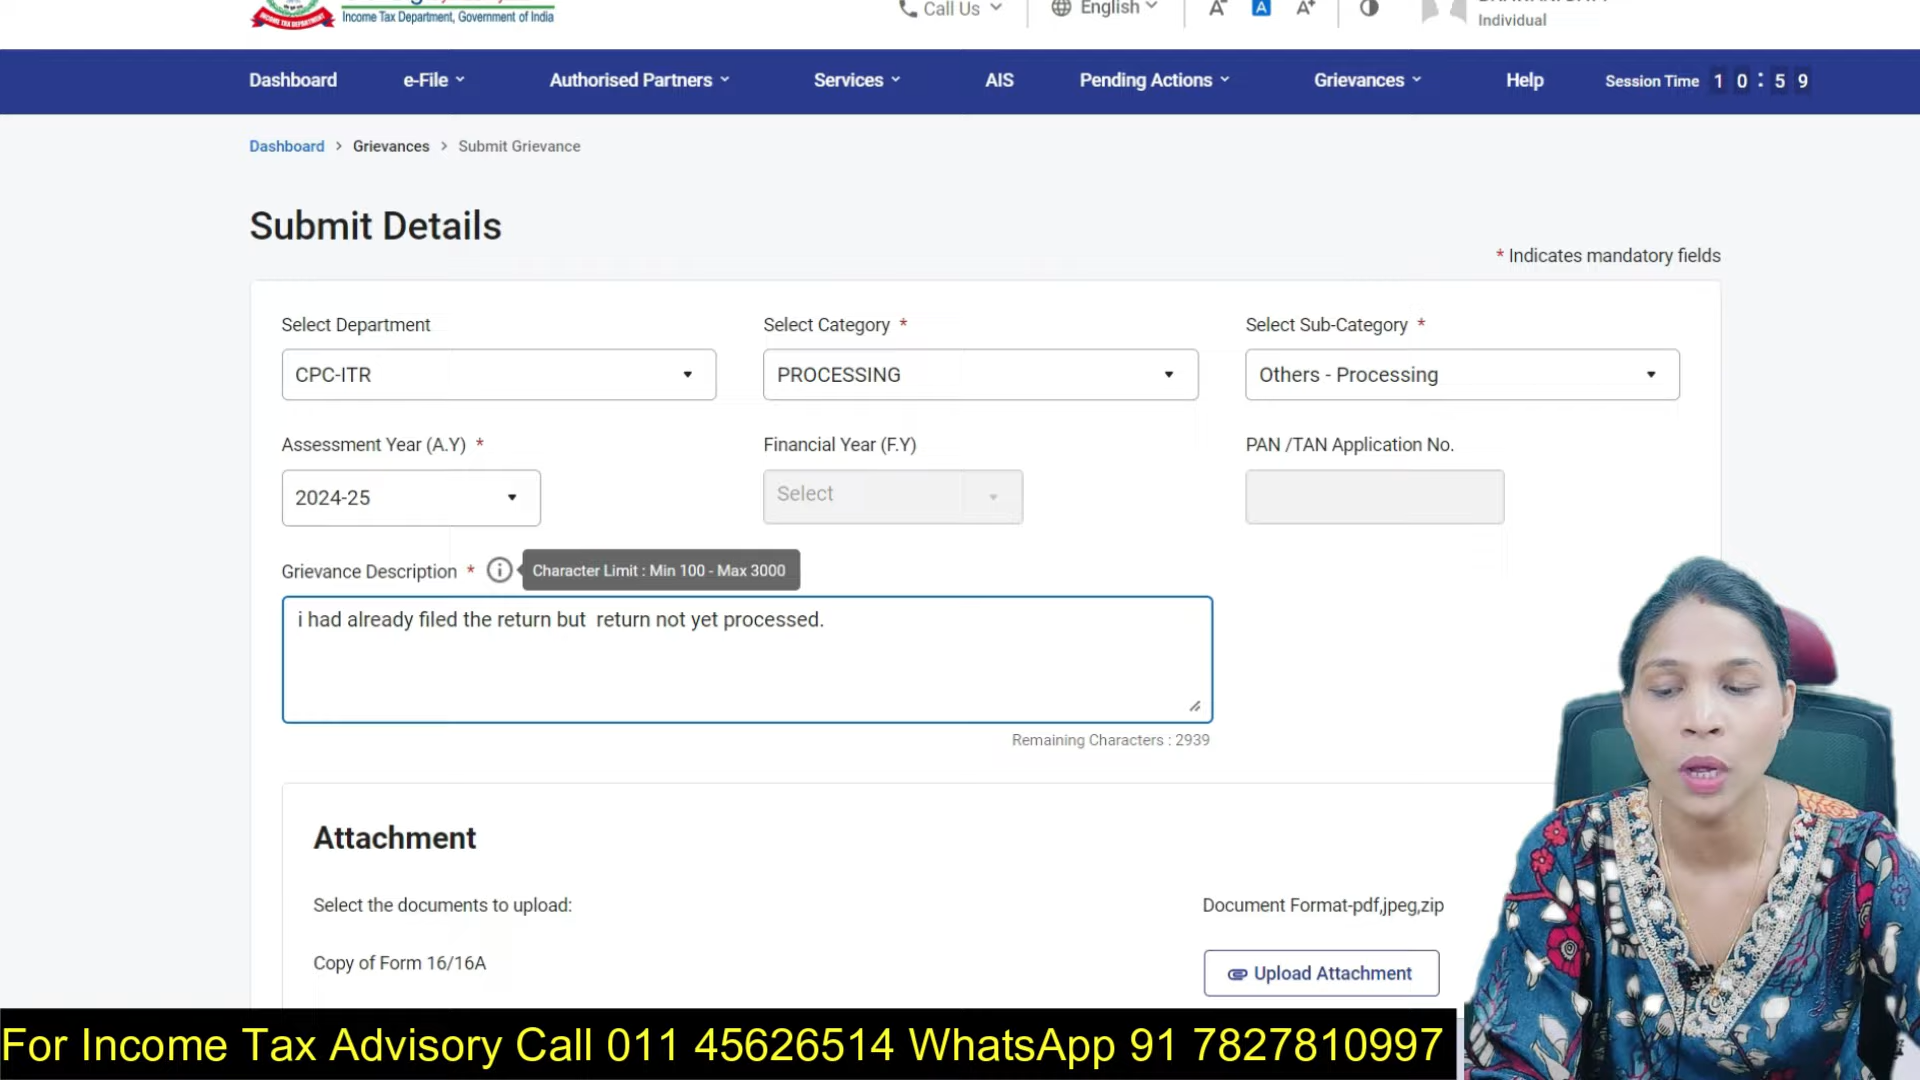 Income Tax Department, Government of India
Call Us
English
A-
A
A+
Individual
Dashboard
e-File
Authorised Partners
Services
AIS
Pending Actions
Grievances
Help
Session Time 1 0 : 5 9
Dashboard > Grievances > Submit Grievance
Submit Details
* Indicates mandatory fields
Select Department
Select Category *
Select Sub-Category *
CPC-ITR
PROCESSING
Others - Processing
Assessment Year (A.Y) *
Financial Year (F.Y)
PAN /TAN Application No.
2024-25
Select
Grievance Description *
Character Limit : Min 100 - Max 3000
i had already filed the return but  return not yet processed.
Remaining Characters : 2939
Attachment
Select the documents to upload:
Document Format-pdf,jpeg,zip
Copy of Form 16/16A
Upload Attachment
For Income Tax Advisory Call 011 45626514 WhatsApp 91 7827810997